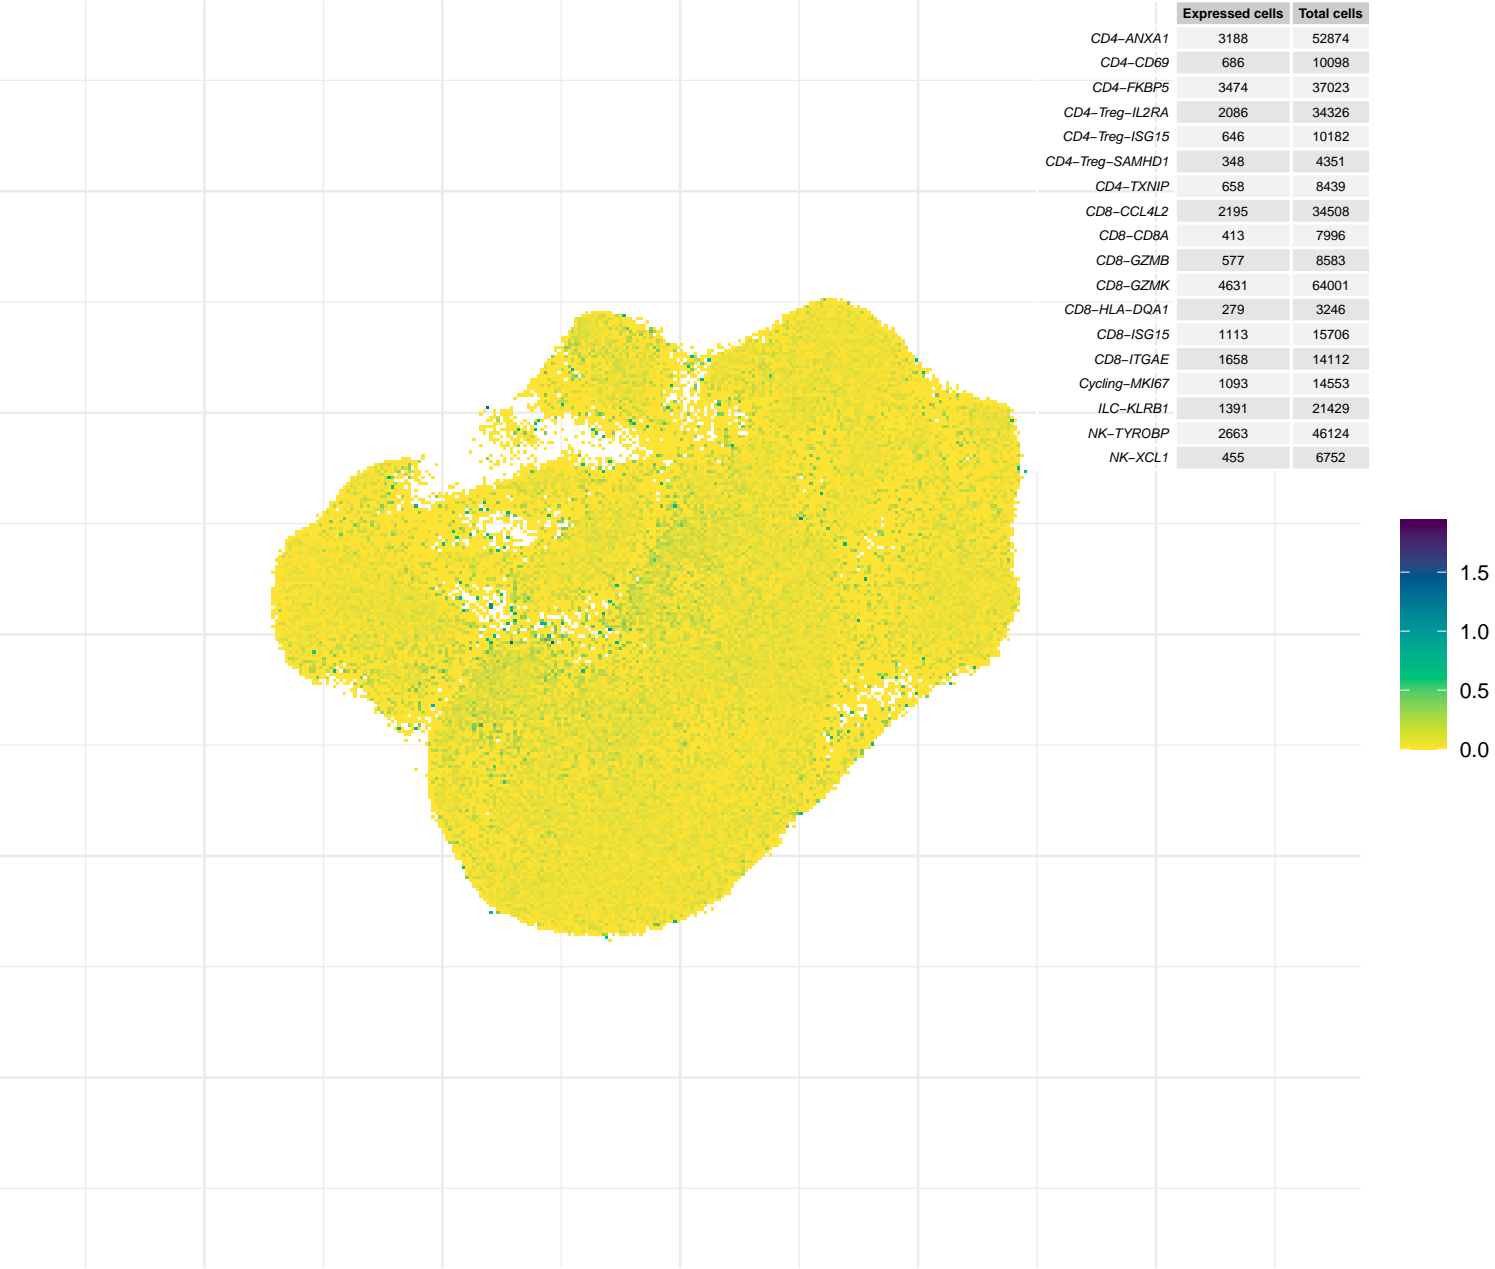 Expressed cells Total cells
CD4−ANXA1 3188 52874
CD4−CD69 686 10098
CD4−FKBP5 3474 37023
CD4−Treg−IL2RA 2086 34326
CD4−Treg−ISG15 646 10182
CD4−Treg−SAMHD1 348 4351
CD4−TXNIP 658 8439
CD8−CCL4L2 2195 34508
CD8−CD8A 413 7996
CD8−GZMB 577 8583
CD8−GZMK 4631 64001
CD8−HLA−DQA1 279 3246
CD8−ISG15 1113 15706
CD8−ITGAE 1658 14112
Cycling−MKI67 1093 14553
ILC−KLRB1 1391 21429
NK−TYROBP 2663 46124
NK−XCL1 455 6752
1.5
1.0
0.5
0.0